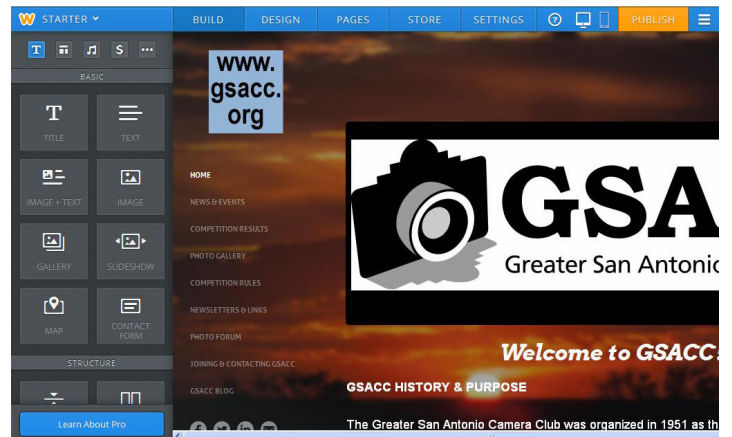 STARTER
BUILD DESIGN PAGES STORE SETTINGS ? PUBLISH
T $
BASIC
T
TITLE TEXT
IMAGE + TEXT IMAGE
GALLERY SLIDESHOW
MAP CONTACT
FORM
STRUCTURE
Learn About Pro
www.
gsacc.
org
HOME
NEWS & EVENTS
COMPETITION RESULTS
PHOTO GALLERY
COMPETITION RULES
NEWSLETTERS & LINKS
PHOTO FORUM
JOINING & CONTACTING GSACC
GSACC BLOG
GSA
Greater San Antonio
Welcome to GSACC!
GSACC HISTORY & PURPOSE
The Greater San Antonio Camera Club was organized in 1951 as th